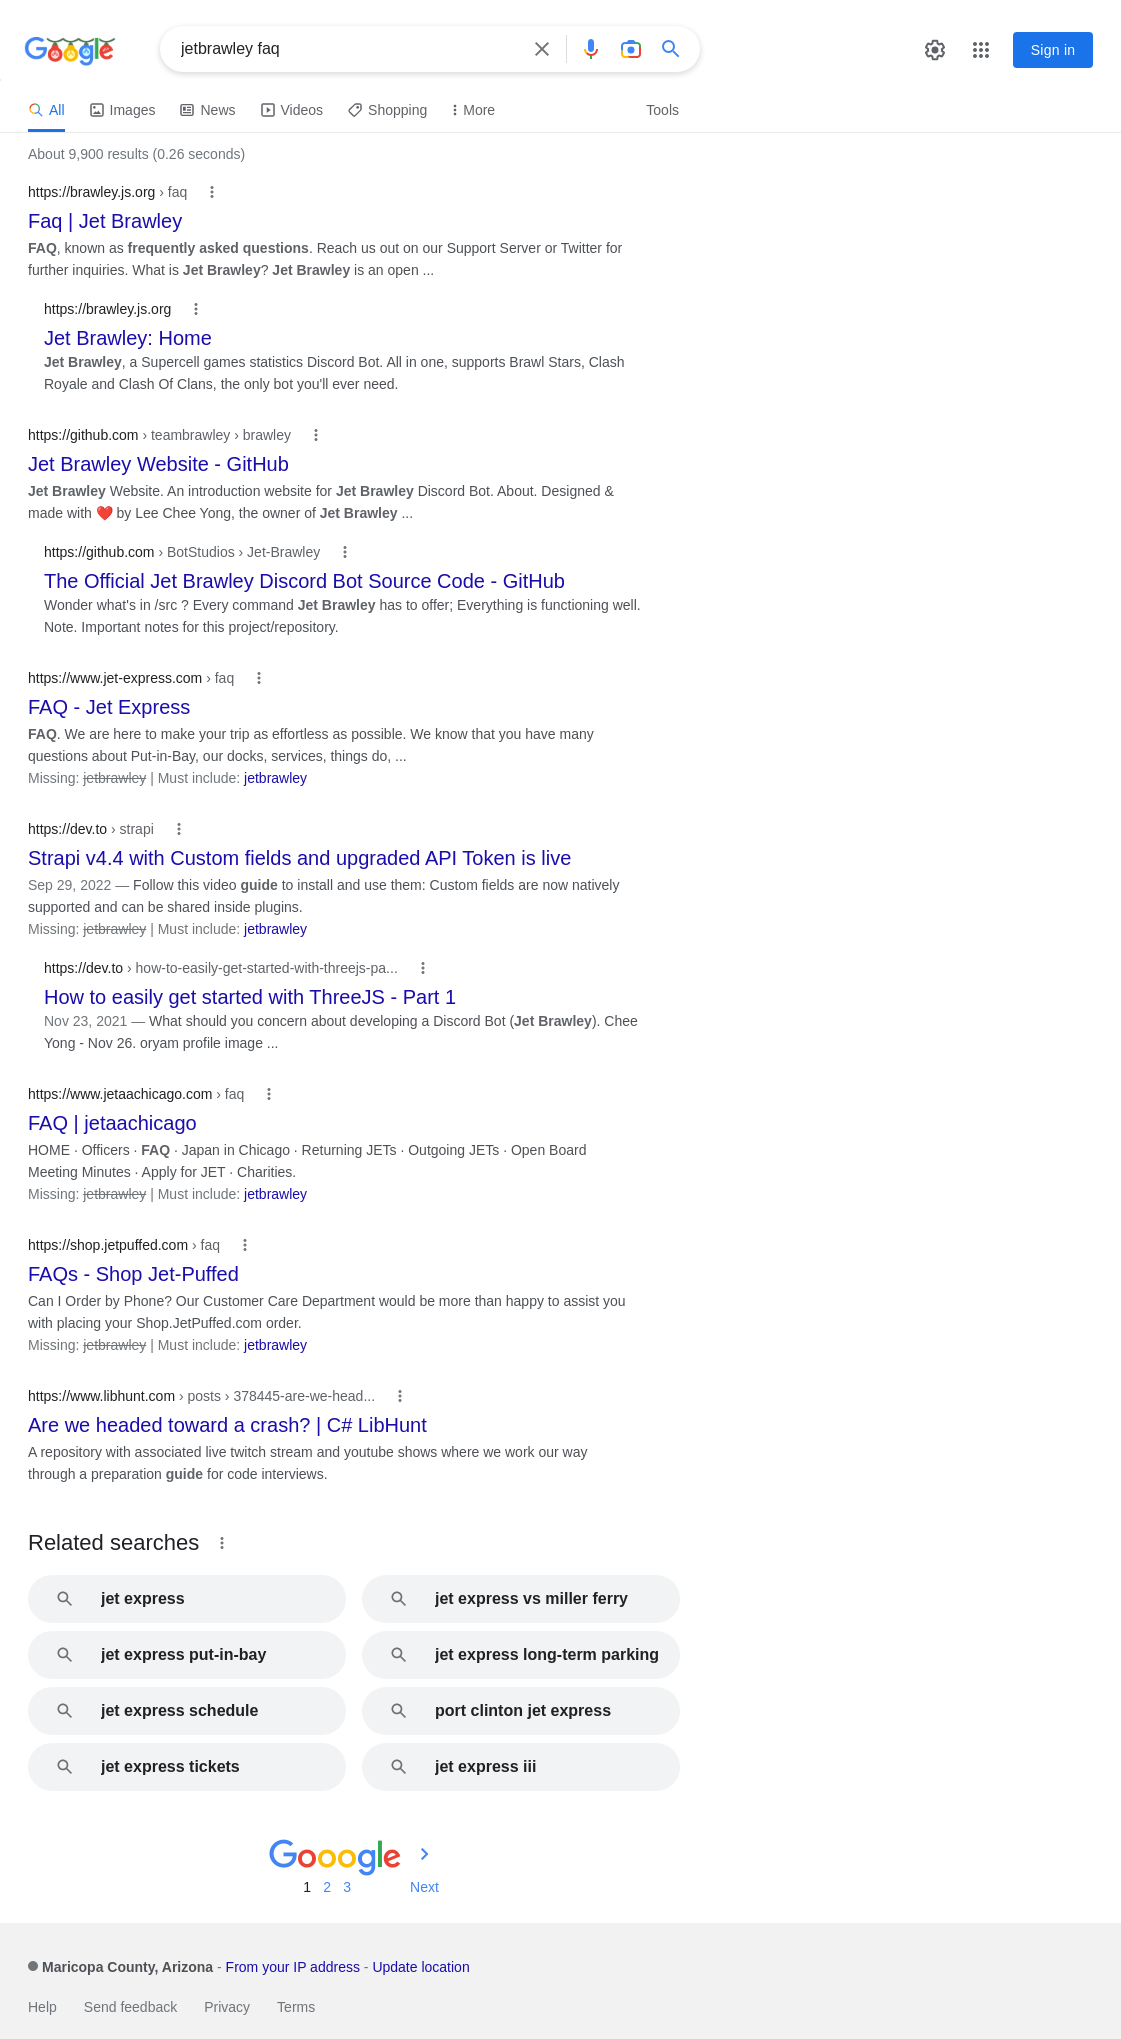 Google
jetbrawley faq
Sign in
All
Images
News
Videos
Shopping
More
Tools
About 9,900 results (0.26 seconds)
https://brawley.js.org › faq
Faq | Jet Brawley
FAQ, known as frequently asked questions. Reach us out on our Support Server or Twitter for
further inquiries. What is Jet Brawley? Jet Brawley is an open ...
https://brawley.js.org
Jet Brawley: Home
Jet Brawley, a Supercell games statistics Discord Bot. All in one, supports Brawl Stars, Clash
Royale and Clash Of Clans, the only bot you'll ever need.
https://github.com › teambrawley › brawley
Jet Brawley Website - GitHub
Jet Brawley Website. An introduction website for Jet Brawley Discord Bot. About. Designed &
made with ❤️ by Lee Chee Yong, the owner of Jet Brawley ...
https://github.com › BotStudios › Jet-Brawley
The Official Jet Brawley Discord Bot Source Code - GitHub
Wonder what's in /src ? Every command Jet Brawley has to offer; Everything is functioning well.
Note. Important notes for this project/repository.
https://www.jet-express.com › faq
FAQ - Jet Express
FAQ. We are here to make your trip as effortless as possible. We know that you have many
questions about Put-in-Bay, our docks, services, things do, ...
Missing: jetbrawley | Must include: jetbrawley
https://dev.to › strapi
Strapi v4.4 with Custom fields and upgraded API Token is live
Sep 29, 2022 — Follow this video guide to install and use them: Custom fields are now natively
supported and can be shared inside plugins.
Missing: jetbrawley | Must include: jetbrawley
https://dev.to › how-to-easily-get-started-with-threejs-pa...
How to easily get started with ThreeJS - Part 1
Nov 23, 2021 — What should you concern about developing a Discord Bot (Jet Brawley). Chee
Yong - Nov 26. oryam profile image ...
https://www.jetaachicago.com › faq
FAQ | jetaachicago
HOME · Officers · FAQ · Japan in Chicago · Returning JETs · Outgoing JETs · Open Board
Meeting Minutes · Apply for JET · Charities.
Missing: jetbrawley | Must include: jetbrawley
https://shop.jetpuffed.com › faq
FAQs - Shop Jet-Puffed
Can I Order by Phone? Our Customer Care Department would be more than happy to assist you
with placing your Shop.JetPuffed.com order.
Missing: jetbrawley | Must include: jetbrawley
https://www.libhunt.com › posts › 378445-are-we-head...
Are we headed toward a crash? | C# LibHunt
A repository with associated live twitch stream and youtube shows where we work our way
through a preparation guide for code interviews.
Related searches
jet express
jet express vs miller ferry
jet express put-in-bay
jet express long-term parking
jet express schedule
port clinton jet express
jet express tickets
jet express iii
Gooogle
1 2 3 Next
Maricopa County, Arizona - From your IP address - Update location
Help Send feedback Privacy Terms